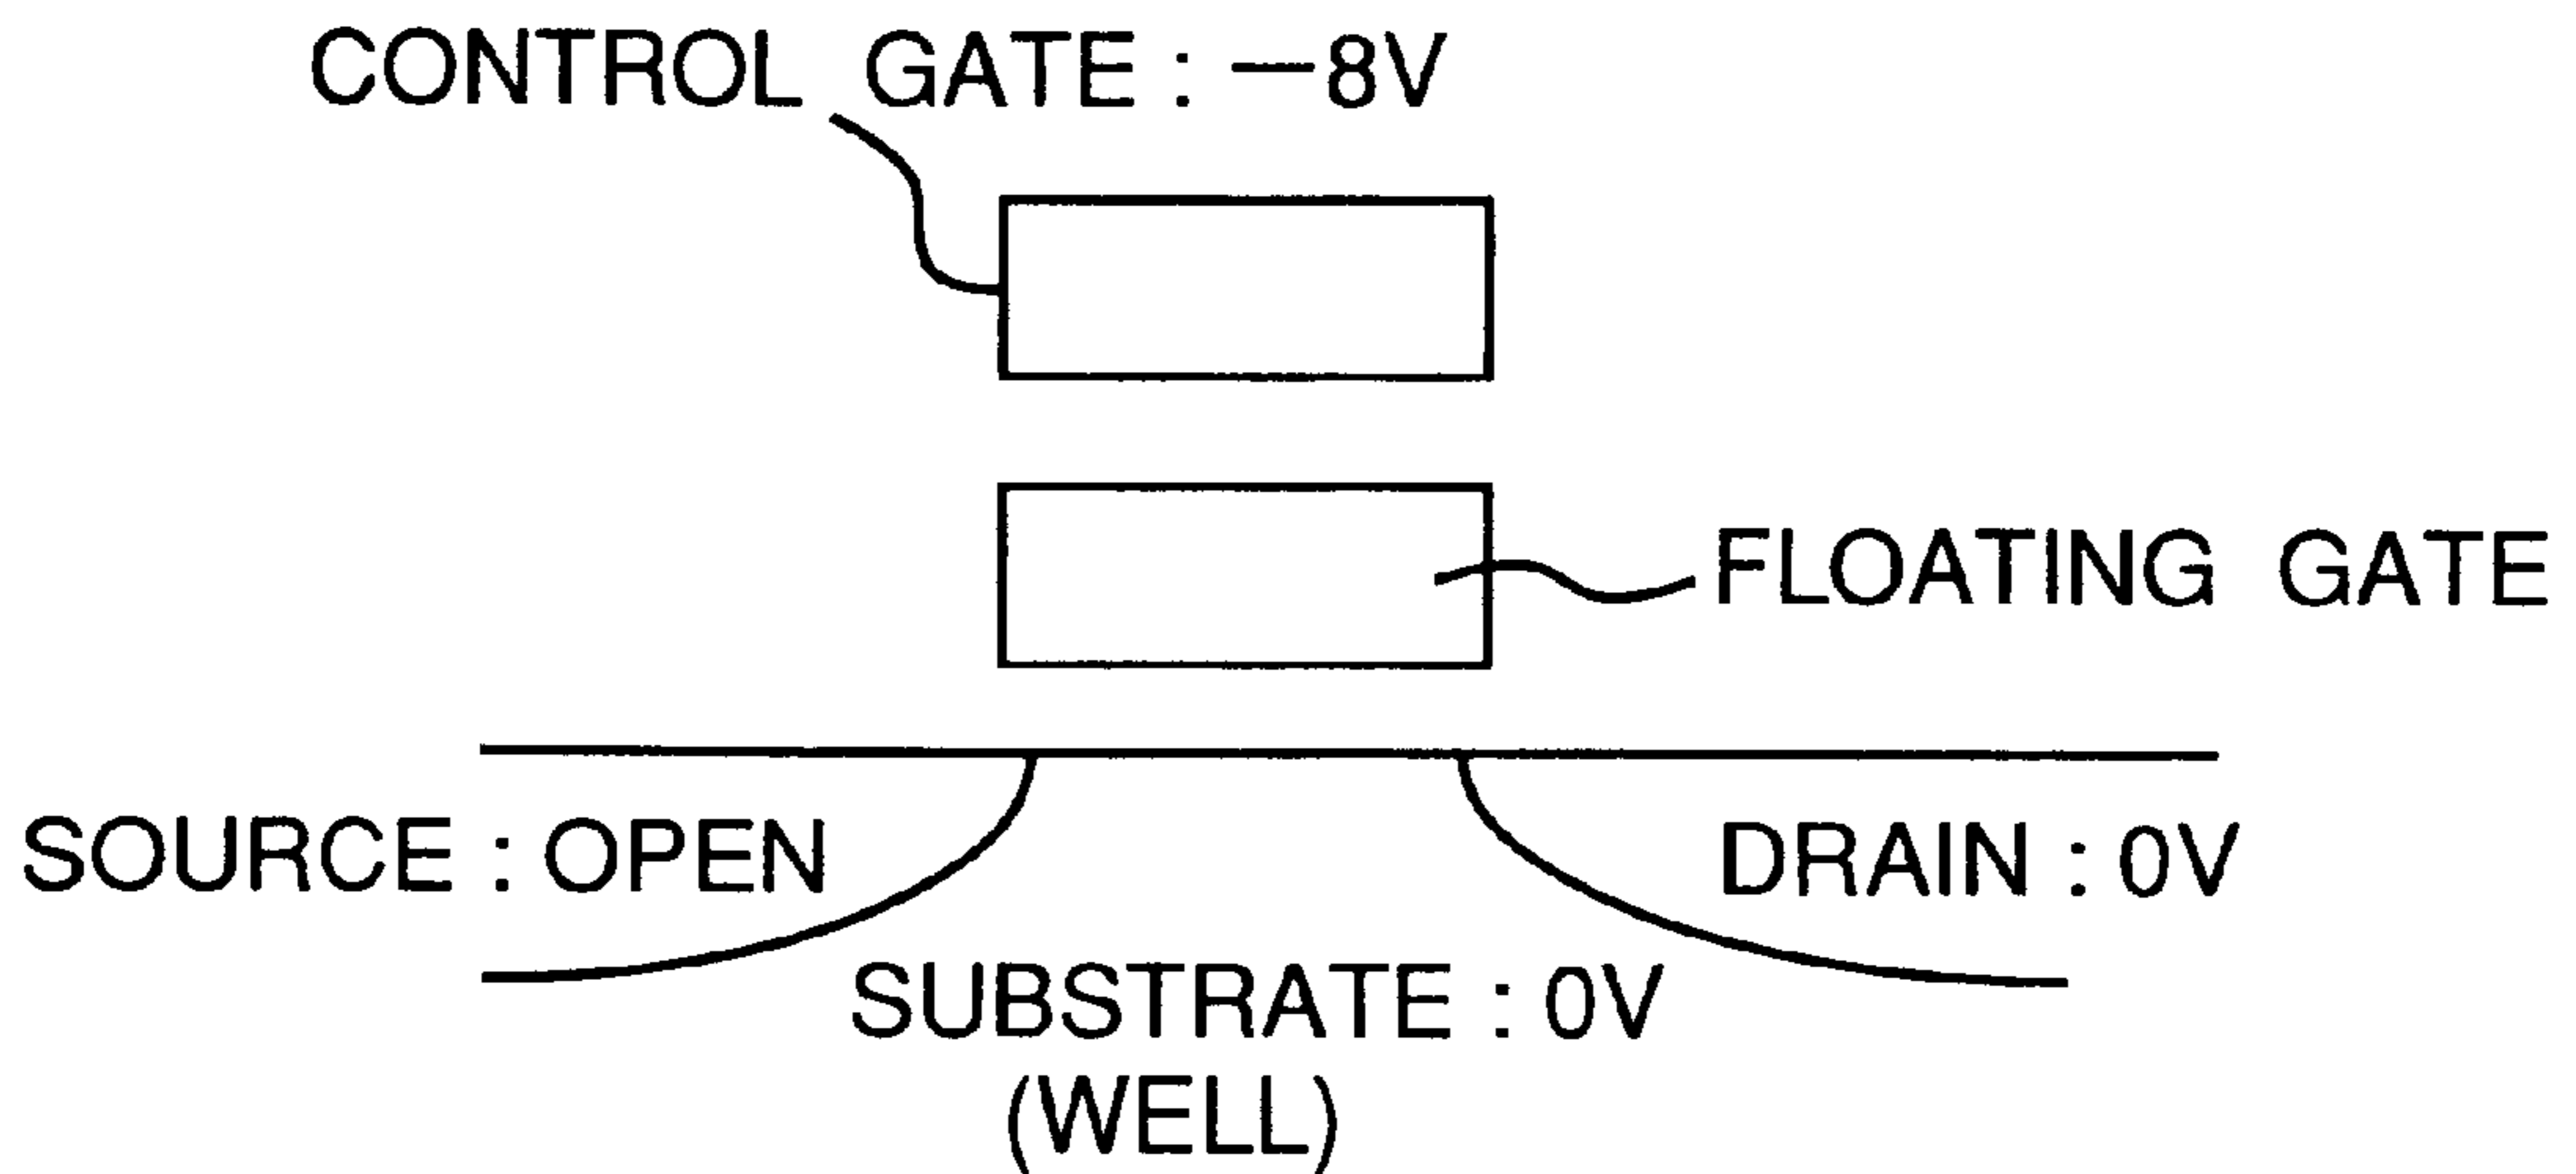 CONTROL GATE : —8V
FLOATING GATE
SOURCE : OPEN
DRAIN : 0V
SUBSTRATE : 0V
(WELL)